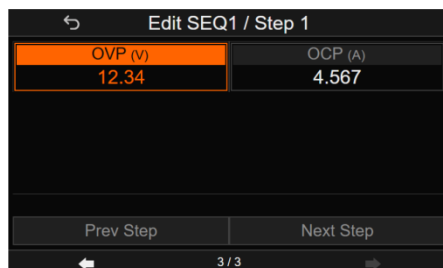 Edit SEQ1 / Step 1
OVP (V)
OCP (A)
12.34
4.567
Prev Step
Next Step
3 / 3